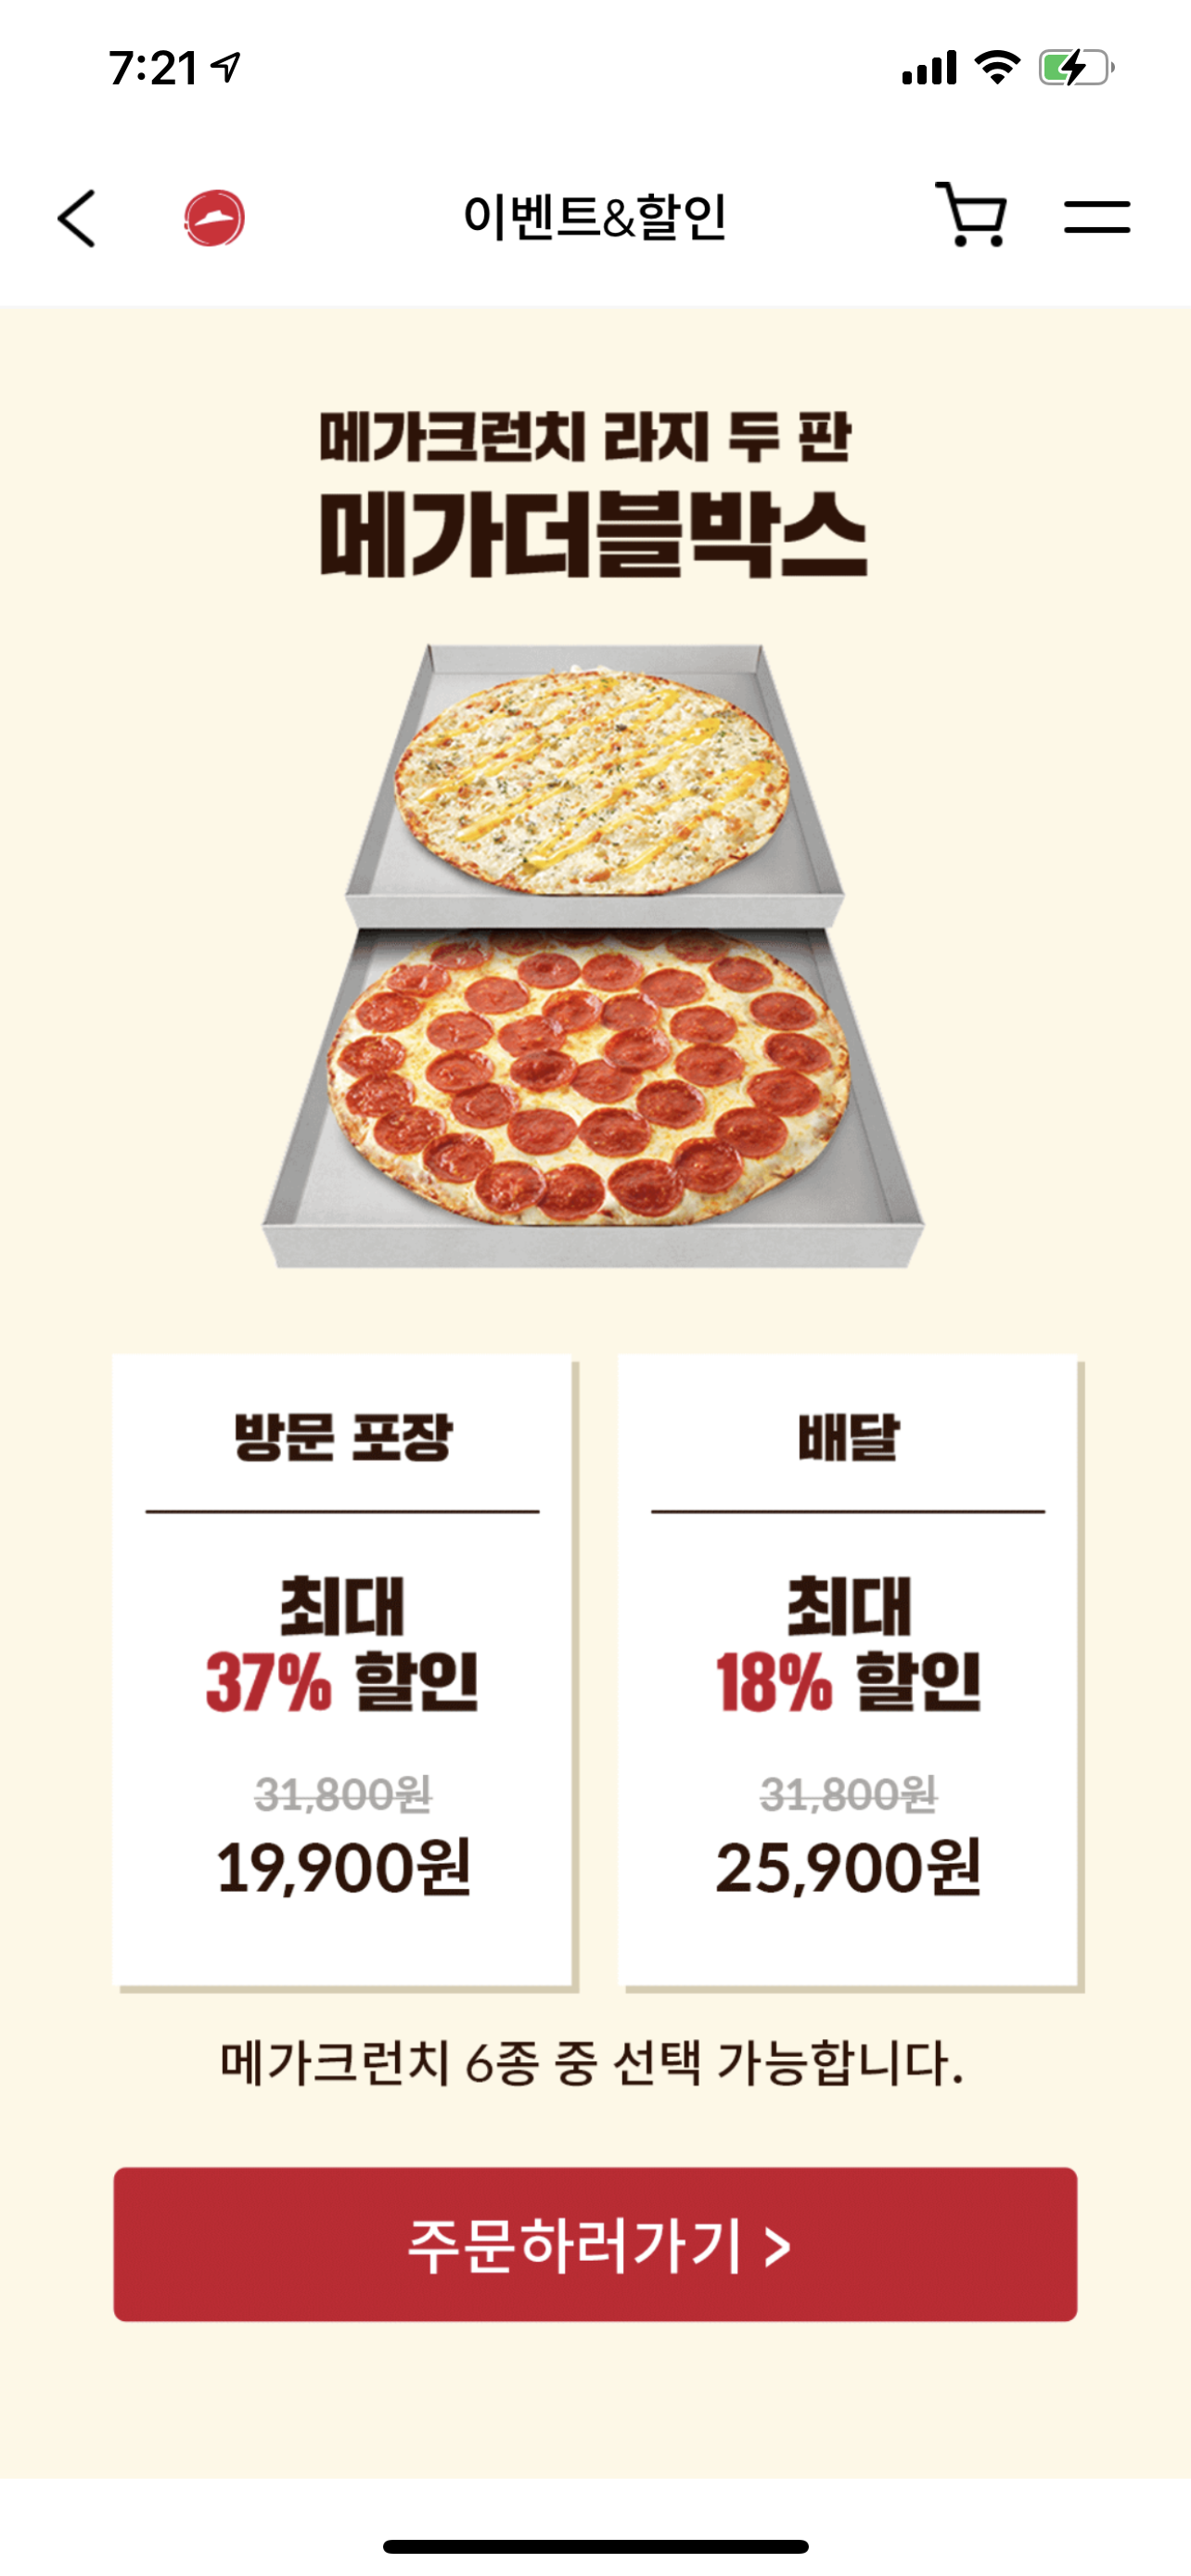 7:21
이벤트&할인
메가크런치 라지 두 판
메가더블박스
방문 포장
최대
37% 할인
31,800원
19,900원
배달
최대
18% 할인
31,800원
25,900원
메가크런치 6종 중 선택 가능합니다.
주문하러가기 >